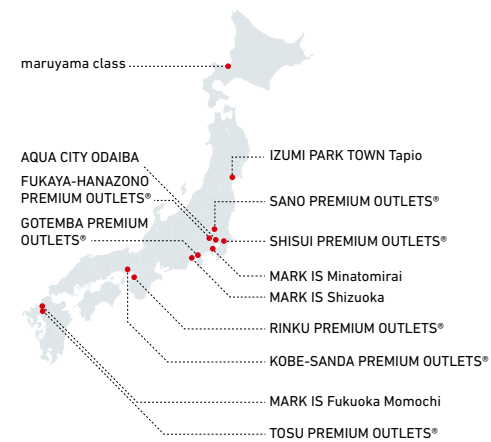 maruyama class
AQUA CITY ODAIBA
FUKAYA-HANAZONO
PREMIUM OUTLETS®
GOTEMBA PREMIUM
OUTLETS®
IZUMI PARK TOWN Tapio
SANO PREMIUM OUTLETS®
SHISUI PREMIUM OUTLETS®
MARK IS Minatomirai
MARK IS Shizuoka
RINKU PREMIUM OUTLETS®
KOBE-SANDA PREMIUM OUTLETS®
MARK IS Fukuoka Momochi
TOSU PREMIUM OUTLETS®